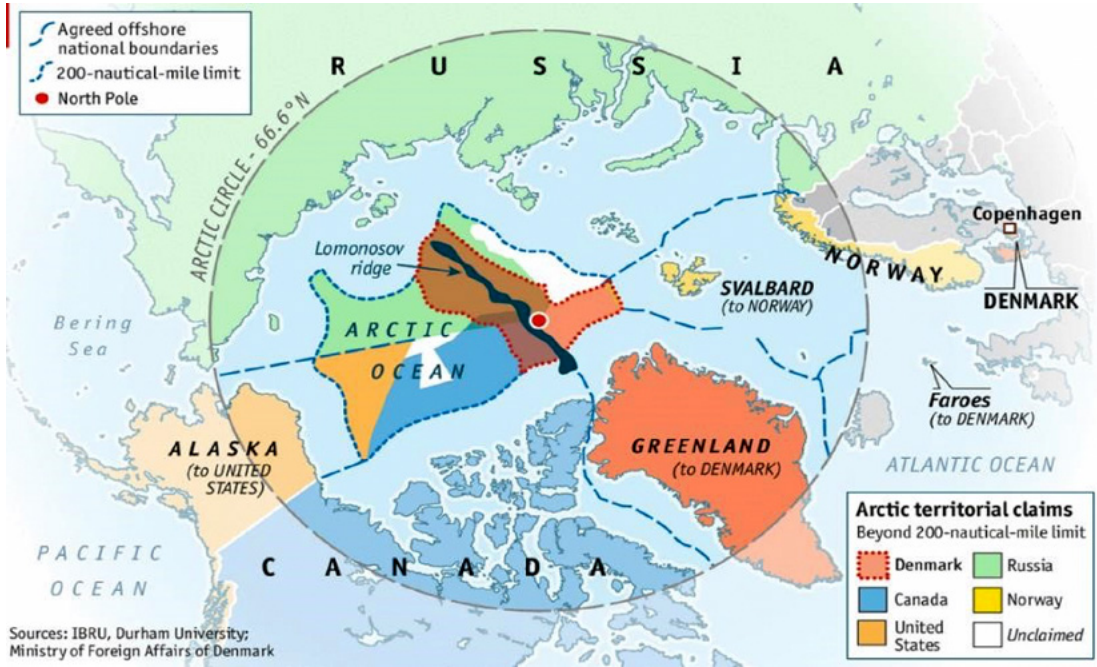 Agreed offshore
national boundaries
200-nautical-mile limit
North Pole
R U S S I A
ARCTIC CIRCLE - 66.6°N
Lomonosov
ridge
Copenhagen
NORWAY
DENMARK
SVALBARD
(to NORWAY)
Bering
Sea
ARCTIC
OCEAN
Faroes
(to DENMARK)
ALASKA
(to UNITED
STATES)
GREENLAND
(to DENMARK)
ATLANTIC OCEAN
PACIFIC
OCEAN
C A N A D A
Arctic territorial claims
Beyond 200-nautical-mile limit
Denmark
Russia
Canada
Norway
United
States
Unclaimed
Sources: IBRU, Durham University;
Ministry of Foreign Affairs of Denmark